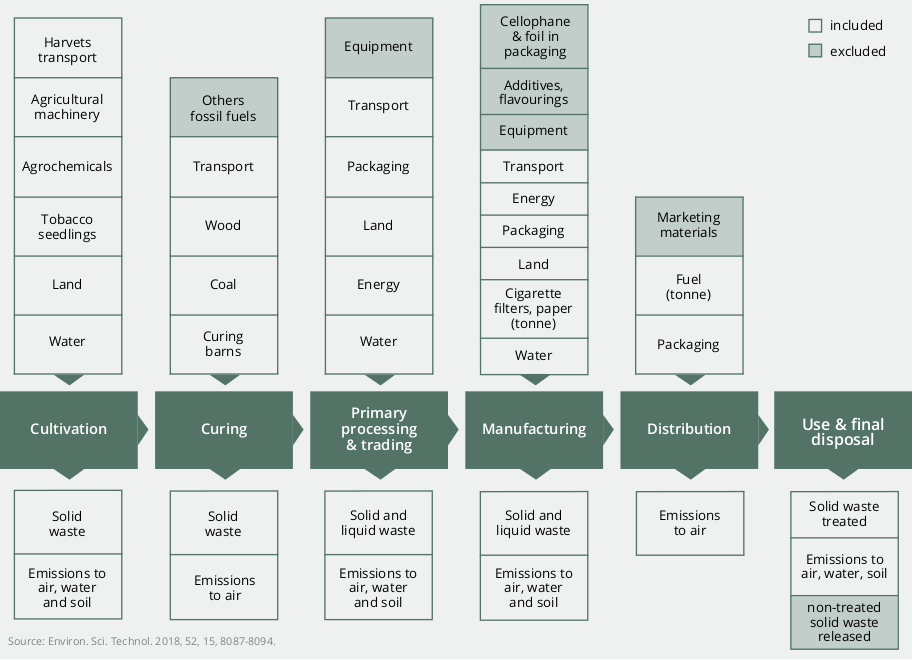 included
excluded
Harvets
transport
Agricultural
machinery
Agrochemicals
Tobacco
seedlings
Land
Water
Others
fossil fuels
Transport
Wood
Coal
Curing
barns
Equipment
Transport
Packaging
Land
Energy
Water
Cellophane
& foil in
packaging
Additives,
flavourings
Equipment
Transport
Energy
Packaging
Land
Cigarette
filters, paper
(tonne)
Water
Marketing
materials
Fuel
(tonne)
Packaging
Cultivation
Curing
Primary
processing
& trading
Manufacturing
Distribution
Use & final
disposal
Solid
waste
Emissions to
air, water
and soil
Solid
waste
Emissions
to air
Solid and
liquid waste
Emissions to
air, water
and soil
Solid and
liquid waste
Emissions to
air, water
and soil
Emissions
to air
Solid waste
treated
Emissions to
air, water, soil
non-treated
solid waste
released
Source: Environ. Sci. Technol. 2018, 52, 15, 8087-8094.